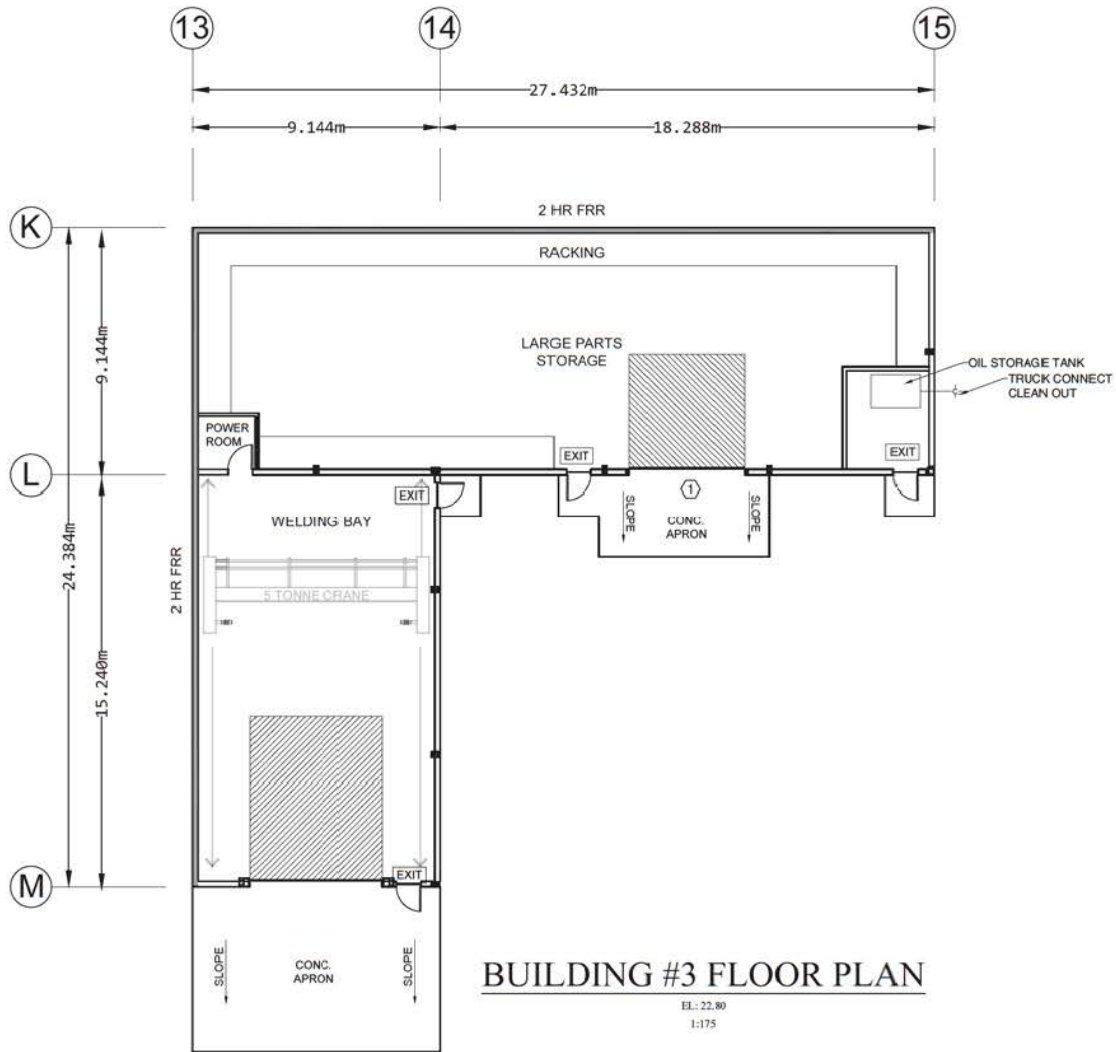 13
14
15
27.432m
9.144m
18.288m
K
2 HR FRR
RACKING
9.144m
LARGE PARTS
STORAGE
OIL STORAGE TANK
TRUCK CONNECT
CLEAN OUT
POWER
ROOM
EXIT
EXIT
L
EXIT
1
SLOPE
SLOPE
WELDING BAY
CONC.
APRON
24.384m
2 HR FRR
5 TONNE CRANE
15.240m
EXIT
M
SLOPE
SLOPE
CONC.
APRON
BUILDING #3 FLOOR PLAN
EL: 22.80
1:175